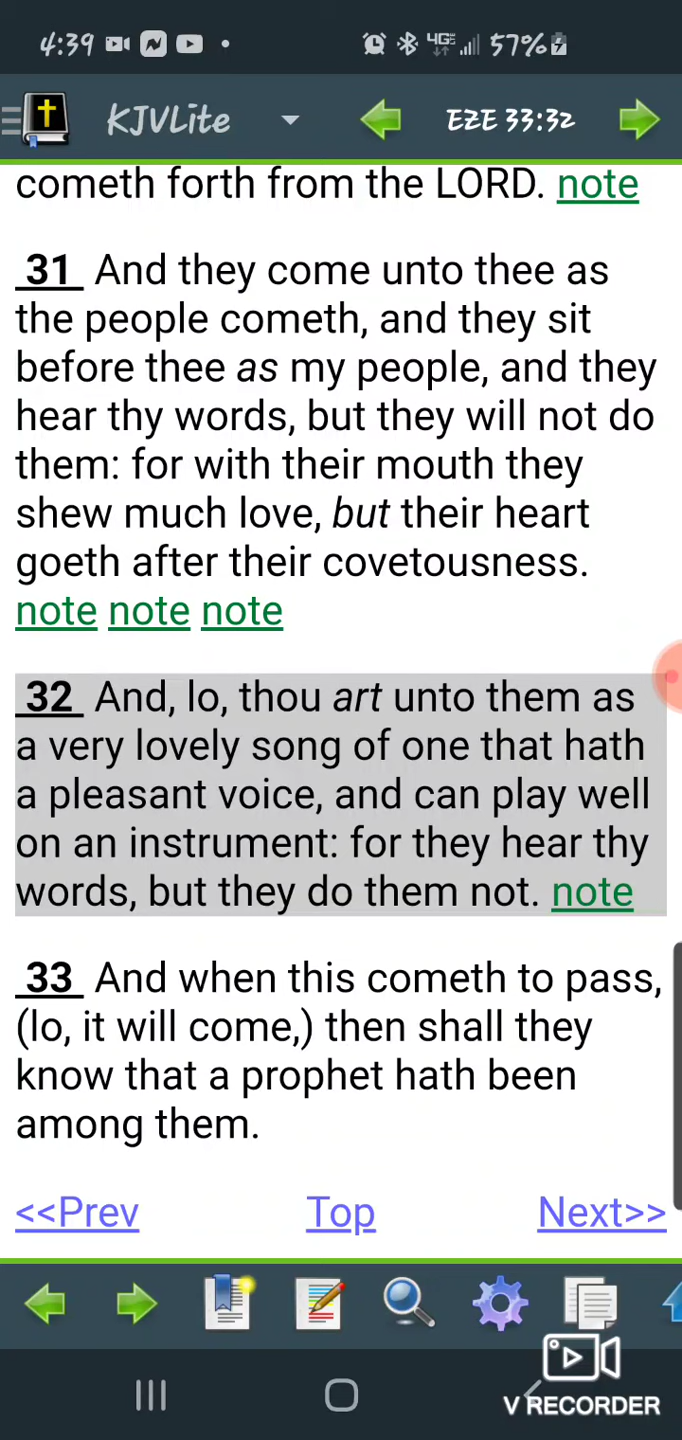 4:39 57%
KJVLite EZE 33:32
cometh forth from the LORD. note
31 And they come unto thee as
the people cometh, and they sit
before thee as my people, and they
hear thy words, but they will not do
them: for with their mouth they
shew much love, but their heart
goeth after their covetousness.
note note note
32 And, lo, thou art unto them as
a very lovely song of one that hath
a pleasant voice, and can play well
on an instrument: for they hear thy
words, but they do them not. note
33 And when this cometh to pass,
(lo, it will come,) then shall they
know that a prophet hath been
among them.
<<Prev Top Next>>
V RECORDER